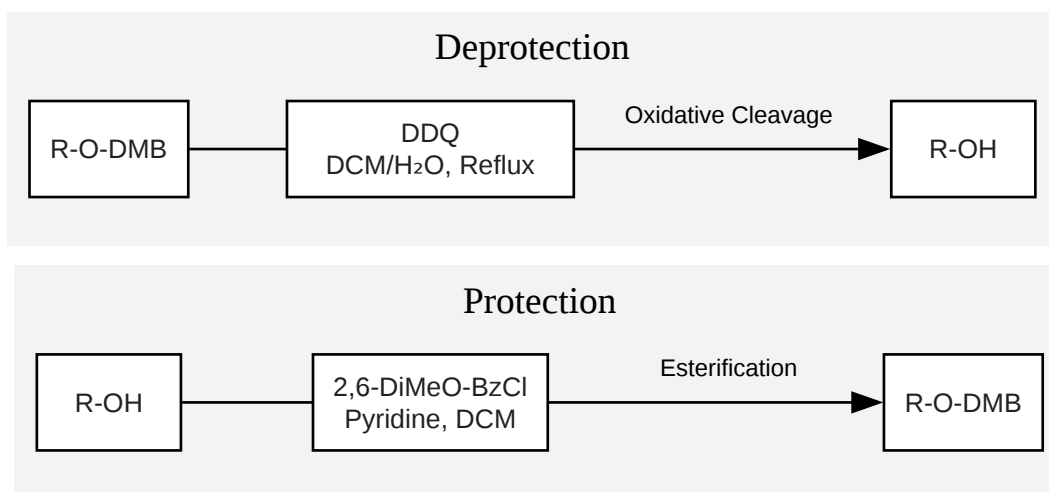 Deprotection
R-O-DMB
DDQ
DCM/H₂O, Reflux
Oxidative Cleavage
R-OH
Protection
R-OH
2,6-DiMeO-BzCl
Pyridine, DCM
Esterification
R-O-DMB